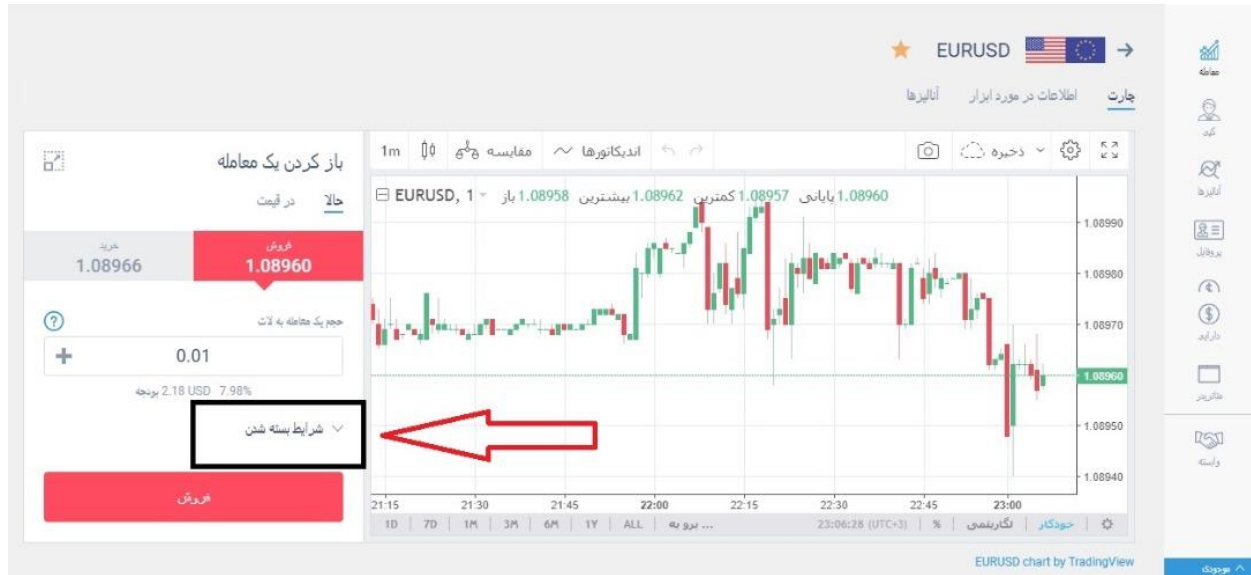 EURUSD
چارت اطلاعات در مورد ابزار آنالیزها
معامله
کپی
آنالیزها
پروفایل
دارایی
متاتریدر
وابسته
موجودی
باز کردن یک معامله
حالا در قیمت
فروش
1.08960
خرید
1.08966
حجم یک معامله به لات
0.01
7.98% 2.18 USD بودجه
شرایط بسته شدن
فروش
1m مقایسه اندیکاتورها ذخیره
EURUSD, 1 باز 1.08958 بیشترین 1.08962 کمترین 1.08957 پایانی 1.08960
1.08990
1.08980
1.08970
1.08960
1.08950
1.08940
21:15 21:30 21:45 22:00 22:15 22:30 22:45 23:00
1D 7D 1M 3M 6M 1Y ALL برو به ... 23:06:28 (UTC+3) % لگاریتمی خودکار
EURUSD chart by TradingView